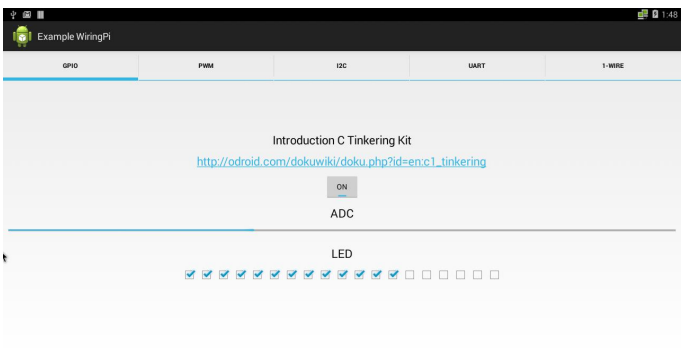 1:48
Example WiringPi
GPIO PWM I2C UART 1-WIRE
Introduction C Tinkering Kit
http://odroid.com/dokuwiki/doku.php?id=en:c1_tinkering
ON
ADC
LED